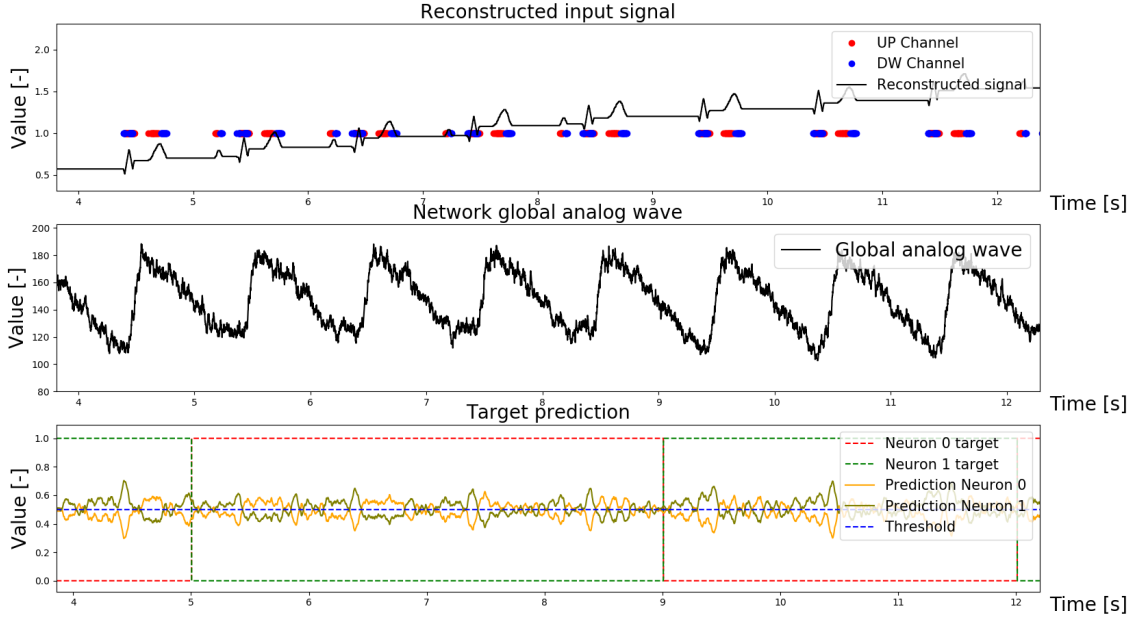 Reconstructed input signal
Value [-]
2.0
1.5
1.0
0.5
UP Channel
DW Channel
Reconstructed signal
4 5 6 7 8 9 10 11 12
Time [s]
Network global analog wave
Value [-]
200
180
160
140
120
100
80
Global analog wave
4 5 6 7 8 9 10 11 12
Time [s]
Target prediction
Value [-]
1.0
0.8
0.6
0.4
0.2
0.0
Neuron 0 target
Neuron 1 target
Prediction Neuron 0
Prediction Neuron 1
Threshold
4 5 6 7 8 9 10 11 12
Time [s]